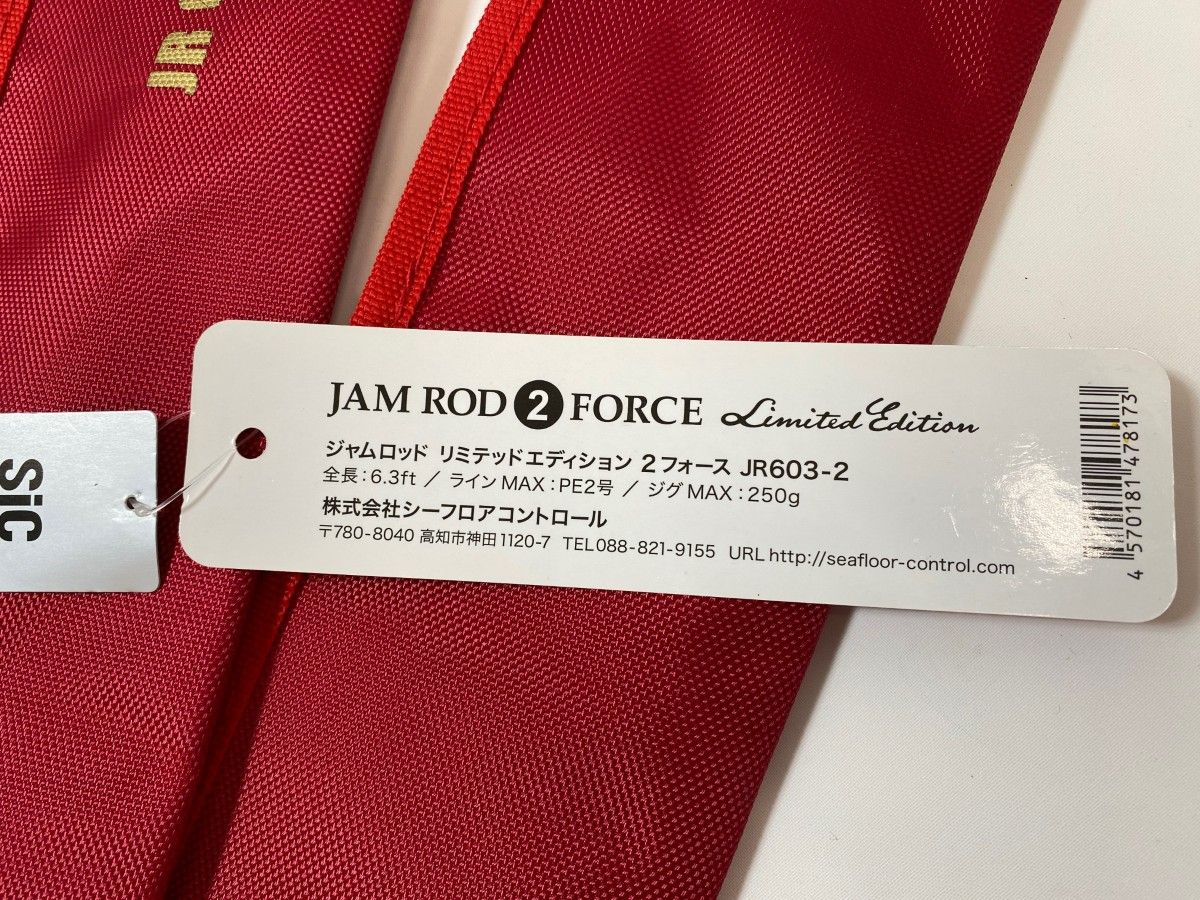 JR
JAM ROD 2 FORCE Limited Edition
ジャムロッド リミテッドエディション 2フォース JR603-2
全長:6.3ft / ラインMAX:PE2号 / ジグMAX:250g
株式会社シーフロアコントロール
〒780-8040 高知市神田1120-7 TEL088-821-9155 URL http://seafloor-control.com
4 570181 478173
SiC